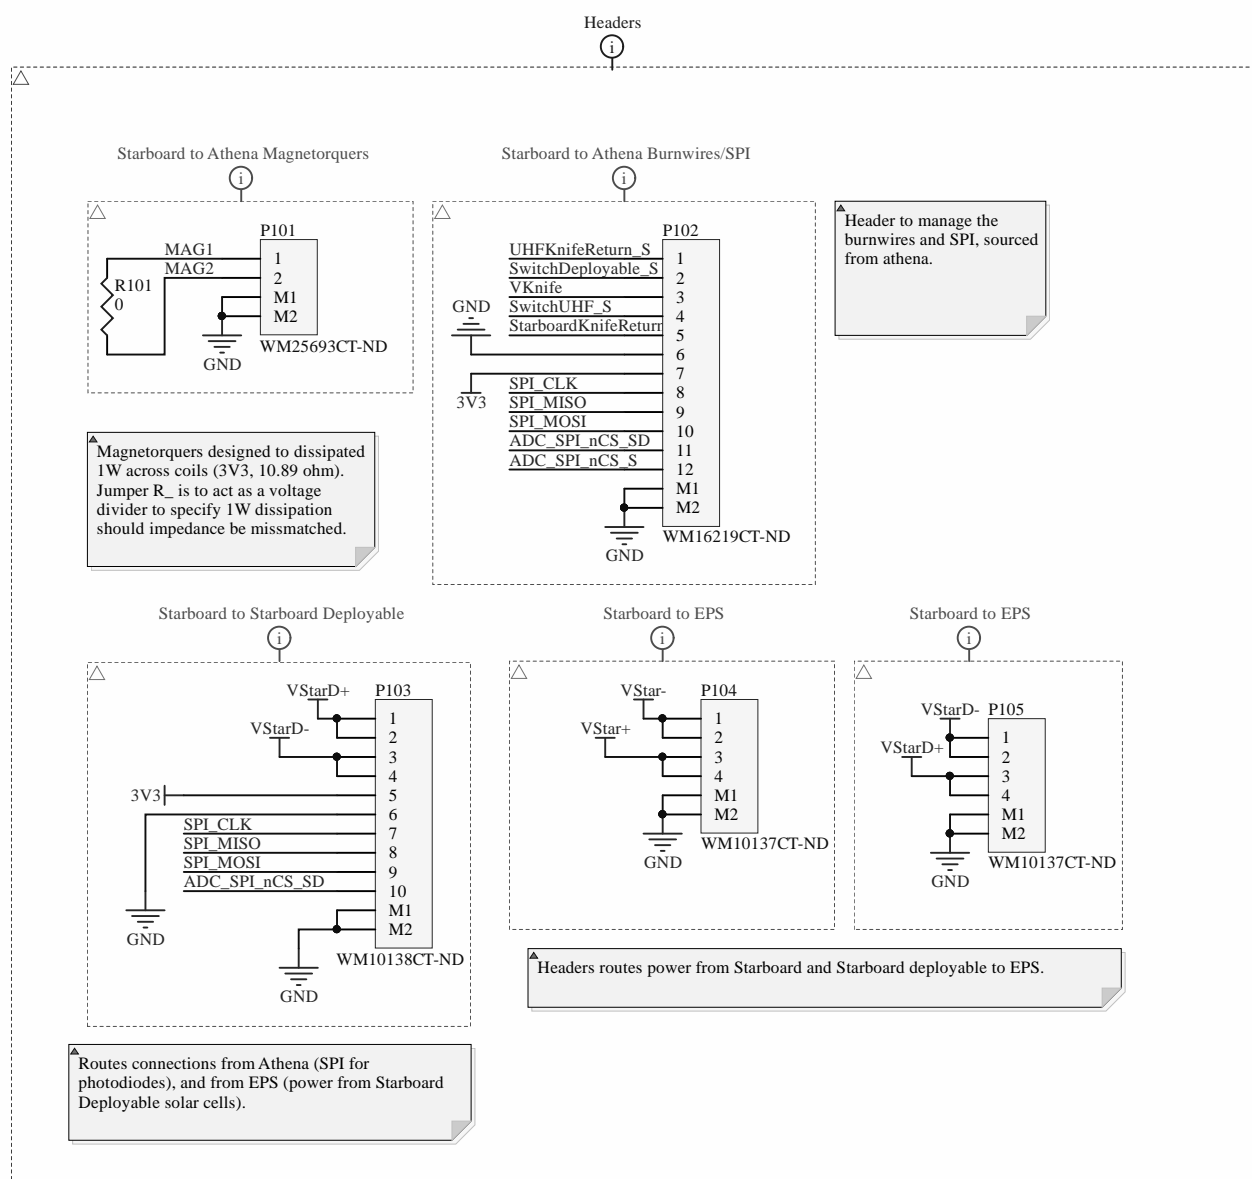 Headers
i
Starboard to Athena Magnetorquers
i
P101
MAG1
1
MAG2
2
R101
0
M1
M2
GND
WM25693CT-ND
Starboard to Athena Burnwires/SPI
i
P102
UHFKnifeReturn_S
1
SwitchDeployable_S
2
VKnife
3
SwitchUHF_S
4
GND
StarboardKnifeReturn
5
6
7
3V3
SPI_CLK
8
SPI_MISO
9
SPI_MOSI
10
ADC_SPI_nCS_SD
11
ADC_SPI_nCS_S
12
M1
M2
GND
WM16219CT-ND
Header to manage the
burnwires and SPI, sourced
from athena.
Magnetorquers designed to dissipated
1W across coils (3V3, 10.89 ohm).
Jumper R_ is to act as a voltage
divider to specify 1W dissipation
should impedance be missmatched.
Starboard to Starboard Deployable
i
P103
VStarD+
1
2
VStarD-
3
4
3V3
5
6
SPI_CLK
7
SPI_MISO
8
SPI_MOSI
9
ADC_SPI_nCS_SD
10
M1
M2
GND
WM10138CT-ND
GND
Starboard to EPS
i
P104
VStar-
1
2
VStar+
3
4
M1
M2
GND
WM10137CT-ND
Starboard to EPS
i
P105
VStarD-
1
2
VStarD+
3
4
M1
M2
GND
WM10137CT-ND
Headers routes power from Starboard and Starboard deployable to EPS.
Routes connections from Athena (SPI for
photodiodes), and from EPS (power from Starboard
Deployable solar cells).